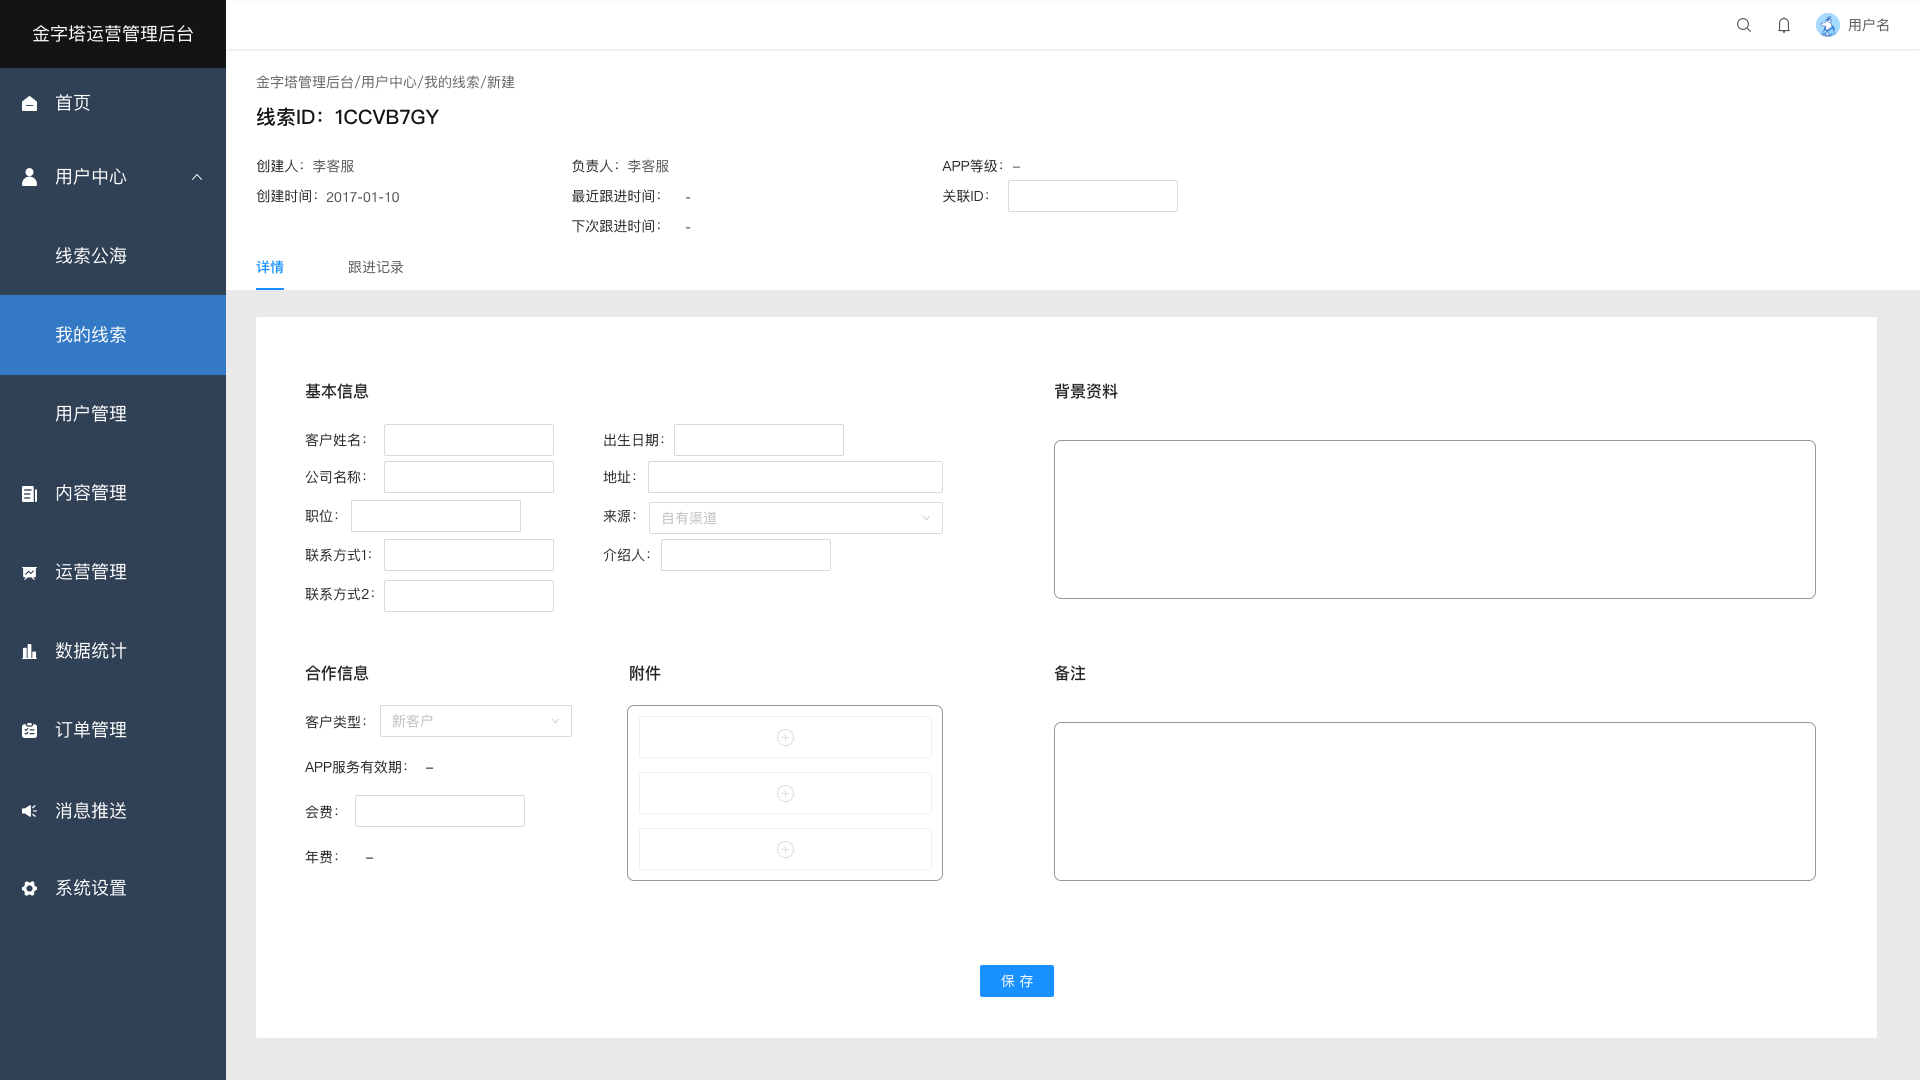 金字塔运营管理后台
首页
用户中心
线索公海
我的线索
用户管理
内容管理
运营管理
数据统计
订单管理
消息推送
系统设置
用户名
金字塔管理后台/用户中心/我的线索/新建
线索ID：1CCVB7GY
创建人：李客服 负责人：李客服 APP等级：–
创建时间：2017-01-10 最近跟进时间： - 关联ID：
下次跟进时间： -
详情 跟进记录
基本信息 背景资料
客户姓名： 出生日期：
公司名称： 地址：
职位： 来源： 自有渠道
联系方式1： 介绍人：
联系方式2：
合作信息 附件 备注
客户类型： 新客户
APP服务有效期： –
会费：
年费： –
保 存